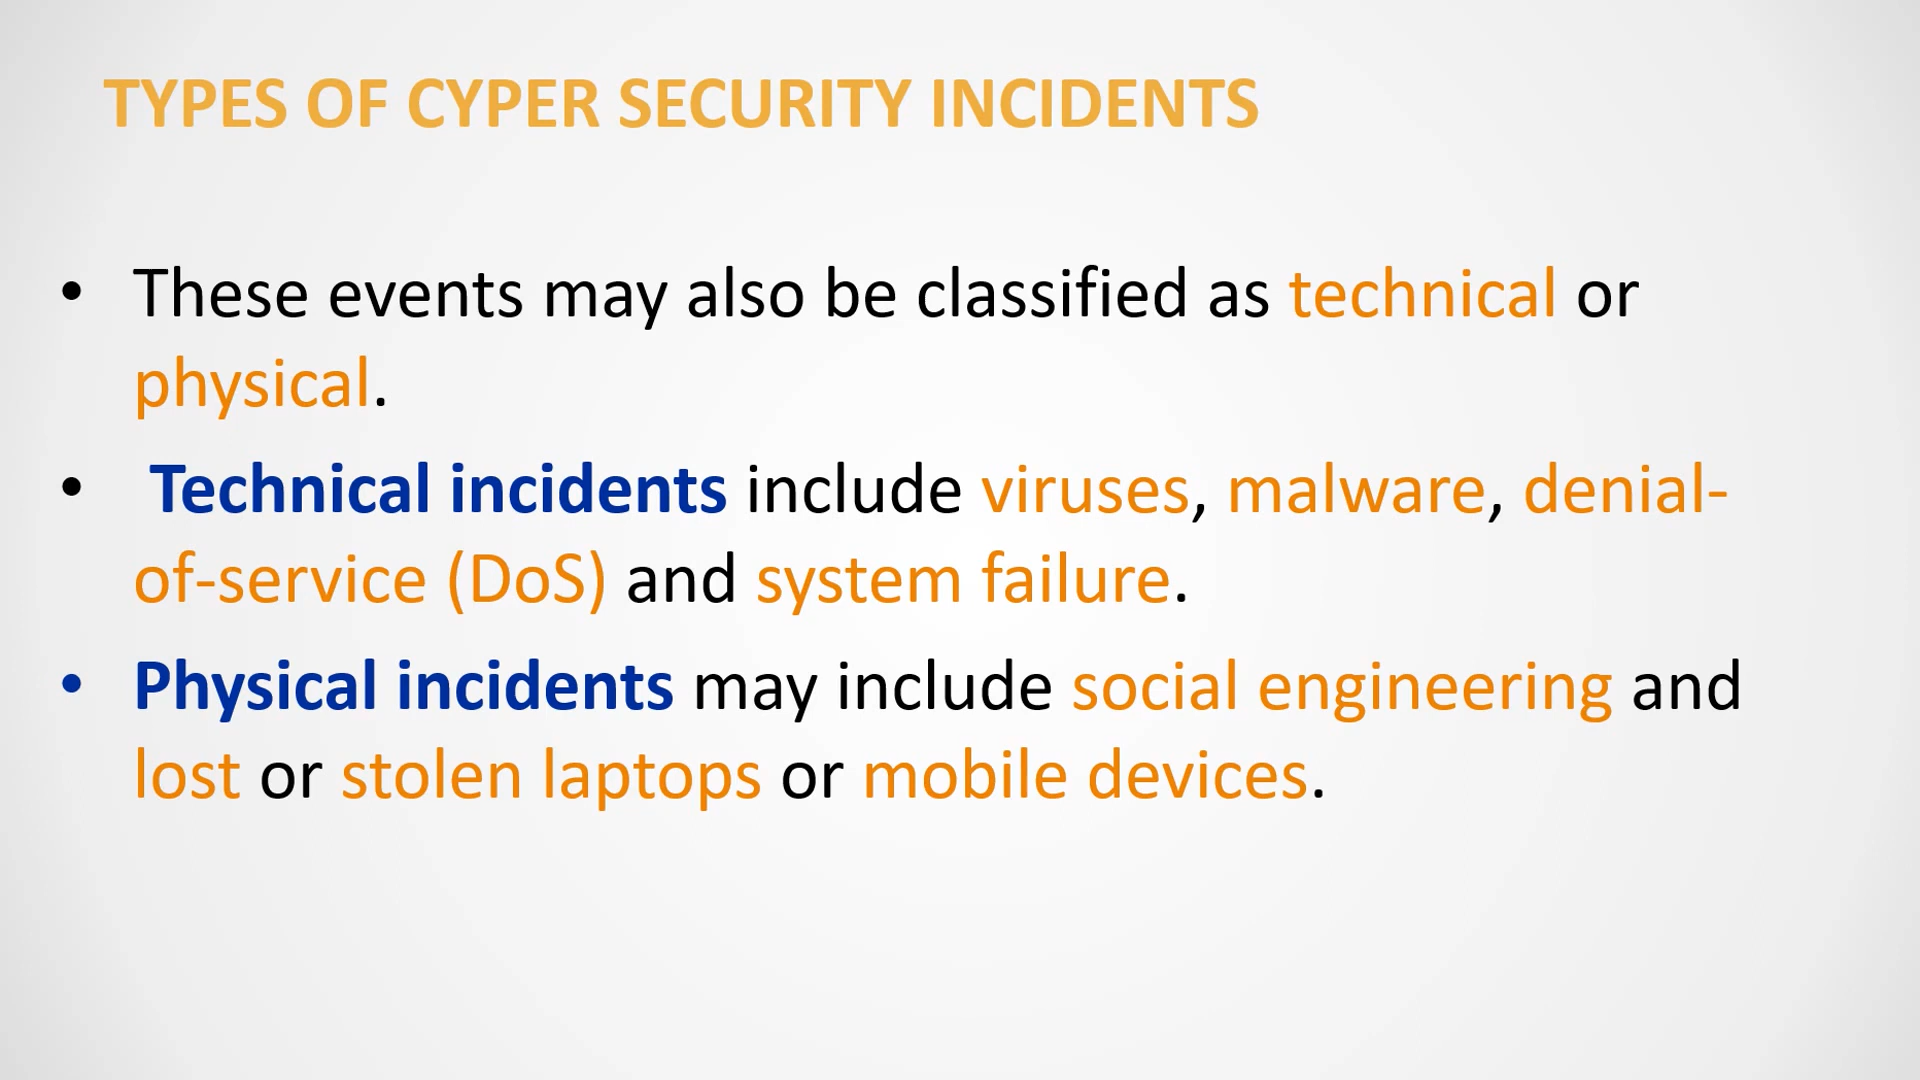 TYPES OF CYPER SECURITY INCIDENTS
• These events may also be classified as technical or
physical.
• Technical incidents include viruses, malware, denial-
of-service (DoS) and system failure.
• Physical incidents may include social engineering and
lost or stolen laptops or mobile devices.